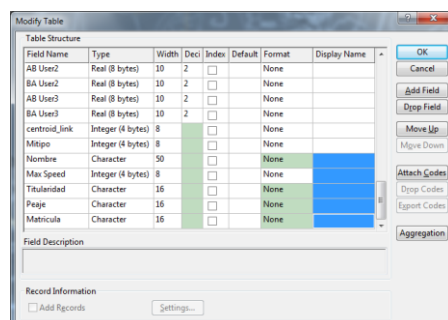 Modify Table
Table Structure
Field Name Type Width Deci Index Default Format Display Name
AB User2 Real (8 bytes) 10 2 None
BA User2 Real (8 bytes) 10 2 None
AB User3 Real (8 bytes) 10 2 None
BA User3 Real (8 bytes) 10 2 None
centroid_link Integer (4 bytes) 8 None
Mitipo Integer (4 bytes) 8 None
Nombre Character 50 None
Max Speed Integer (4 bytes) 8 None
Titularidad Character 16 None
Peaje Character 16 None
Matricula Character 16 None
Field Description
Record Information
Add Records Settings...
OK
Cancel
Add Field
Drop Field
Move Up
Move Down
Attach Codes
Drop Codes
Export Codes
Aggregation